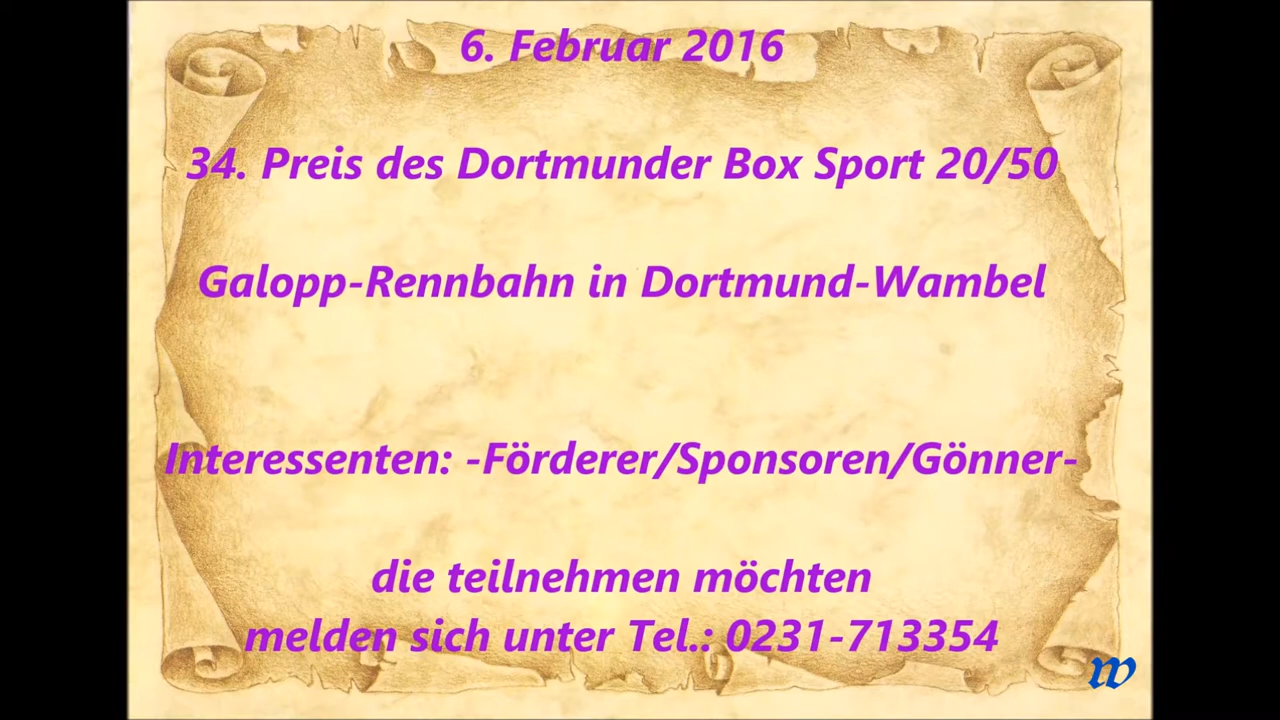 6. Februar 2016
34. Preis des Dortmunder Box Sport 20/50
Galopp-Rennbahn in Dortmund-Wambel
Interessenten: -Förderer/Sponsoren/Gönner-
die teilnehmen möchten
melden sich unter Tel.: 0231-713354
w